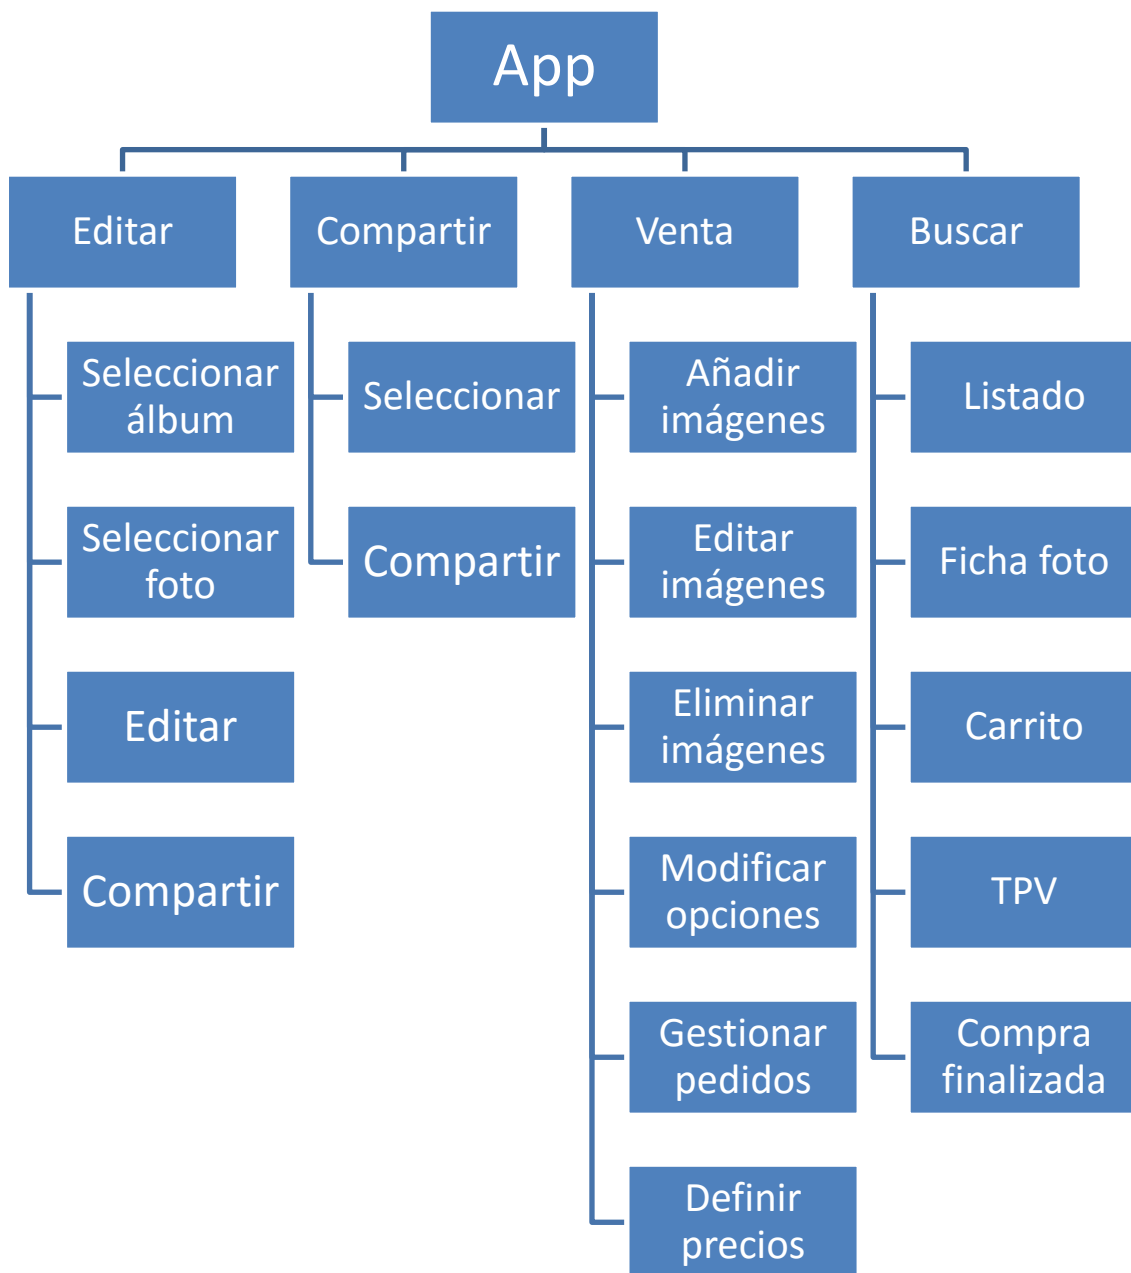 App
Editar
Compartir
Venta
Buscar
Seleccionar
álbum
Seleccionar
foto
Editar
Compartir
Seleccionar
Compartir
Añadir
imágenes
Editar
imágenes
Eliminar
imágenes
Modificar
opciones
Gestionar
pedidos
Definir
precios
Listado
Ficha foto
Carrito
TPV
Compra
finalizada